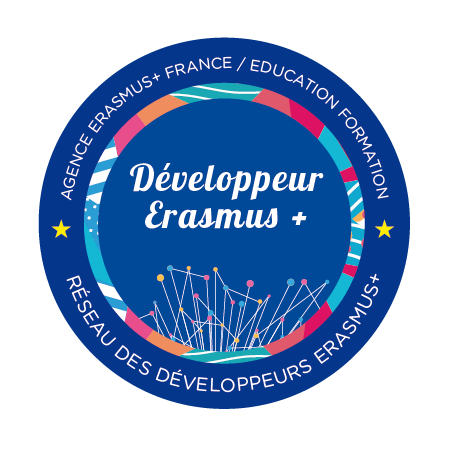 AGENCE ERASMUS+ FRANCE / EDUCATION FORMATION
Développeur
Erasmus +
RÉSEAU DES DÉVELOPPEURS ERASMUS+